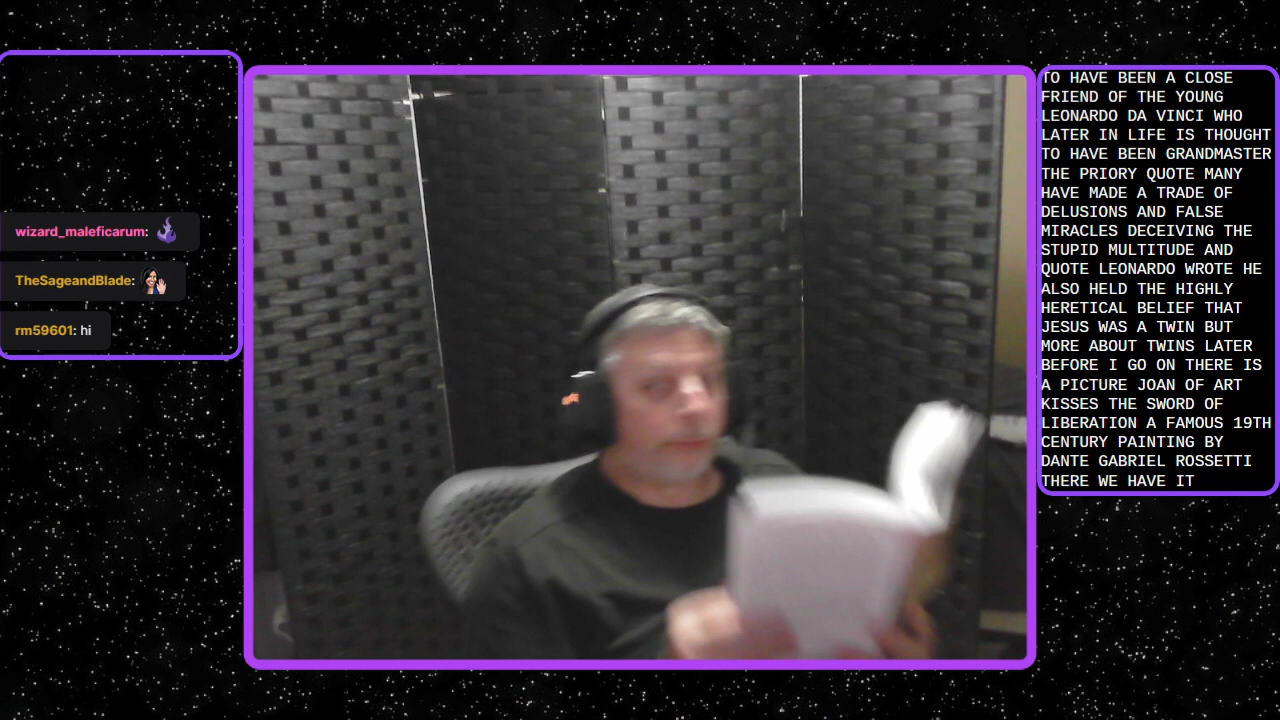 wizard_maleficarum:
TheSageandBlade:
rm59601: hi
TO HAVE BEEN A CLOSE
FRIEND OF THE YOUNG
LEONARDO DA VINCI WHO
LATER IN LIFE IS THOUGHT
TO HAVE BEEN GRANDMASTER
THE PRIORY QUOTE MANY
HAVE MADE A TRADE OF
DELUSIONS AND FALSE
MIRACLES DECEIVING THE
STUPID MULTITUDE AND
QUOTE LEONARDO WROTE HE
ALSO HELD THE HIGHLY
HERETICAL BELIEF THAT
JESUS WAS A TWIN BUT
MORE ABOUT TWINS LATER
BEFORE I GO ON THERE IS
A PICTURE JOAN OF ART
KISSES THE SWORD OF
LIBERATION A FAMOUS 19TH
CENTURY PAINTING BY
DANTE GABRIEL ROSSETTI
THERE WE HAVE IT